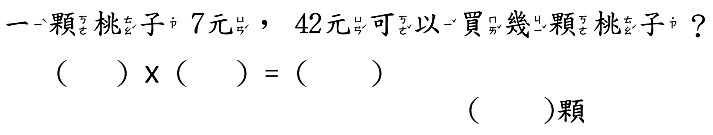 一顆桃子7元，42元可以買幾顆桃子？
(　　)×(　　)=(　　)
(　　)顆